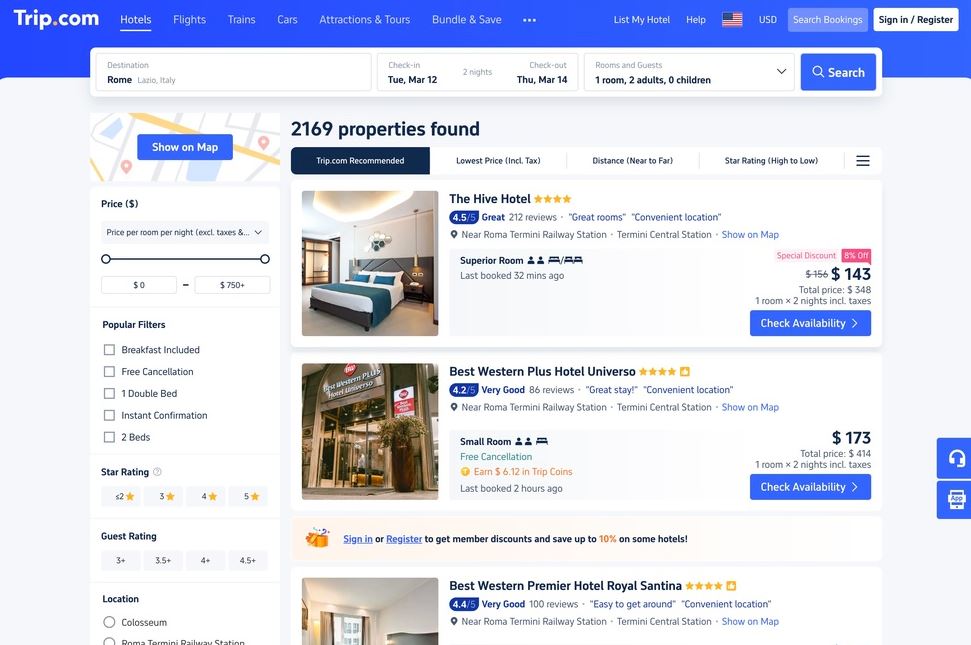 Trip.com
Hotels
Flights
Trains
Cars
Attractions & Tours
Bundle & Save
List My Hotel
Help
USD
Search Bookings
Sign in / Register
Destination
Rome Lazio, Italy
Check-in
Tue, Mar 12
2 nights
Check-out
Thu, Mar 14
Rooms and Guests
1 room, 2 adults, 0 children
Search
Show on Map
Price ($)
Price per room per night (excl. taxes &...
$ 0
$ 750+
Popular Filters
Breakfast Included
Free Cancellation
1 Double Bed
Instant Confirmation
2 Beds
Star Rating
≤2
3
4
5
Guest Rating
3+
3.5+
4+
4.5+
Location
Colosseum
Roma Termini Railway Station
2169 properties found
Trip.com Recommended
Lowest Price (Incl. Tax)
Distance (Near to Far)
Star Rating (High to Low)
The Hive Hotel
4.5/5 Great 212 reviews · "Great rooms" "Convenient location"
Near Roma Termini Railway Station · Termini Central Station · Show on Map
Superior Room
Last booked 32 mins ago
Special Discount 8% Off
$ 156 $ 143
Total price: $ 348
1 room × 2 nights incl. taxes
Check Availability
Best Western PLUS
Hotel Universo
Best Western Plus Hotel Universo
4.2/5 Very Good 86 reviews · "Great stay!" "Convenient location"
Near Roma Termini Railway Station · Termini Central Station · Show on Map
Small Room
Free Cancellation
Earn $ 6.12 in Trip Coins
Last booked 2 hours ago
$ 173
Total price: $ 414
1 room × 2 nights incl. taxes
Check Availability
Sign in or Register to get member discounts and save up to 10% on some hotels!
Best Western Premier Hotel Royal Santina
4.4/5 Very Good 100 reviews · "Easy to get around" "Convenient location"
Near Roma Termini Railway Station · Termini Central Station · Show on Map
App